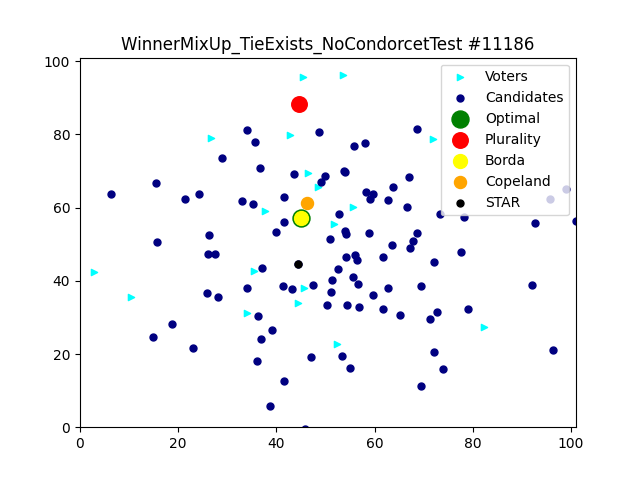 WinnerMixUp_TieExists_NoCondorcetTest #11186
100
80
60
40
20
0
0
20
40
60
80
100
Voters
Candidates
Optimal
Plurality
Borda
Copeland
STAR